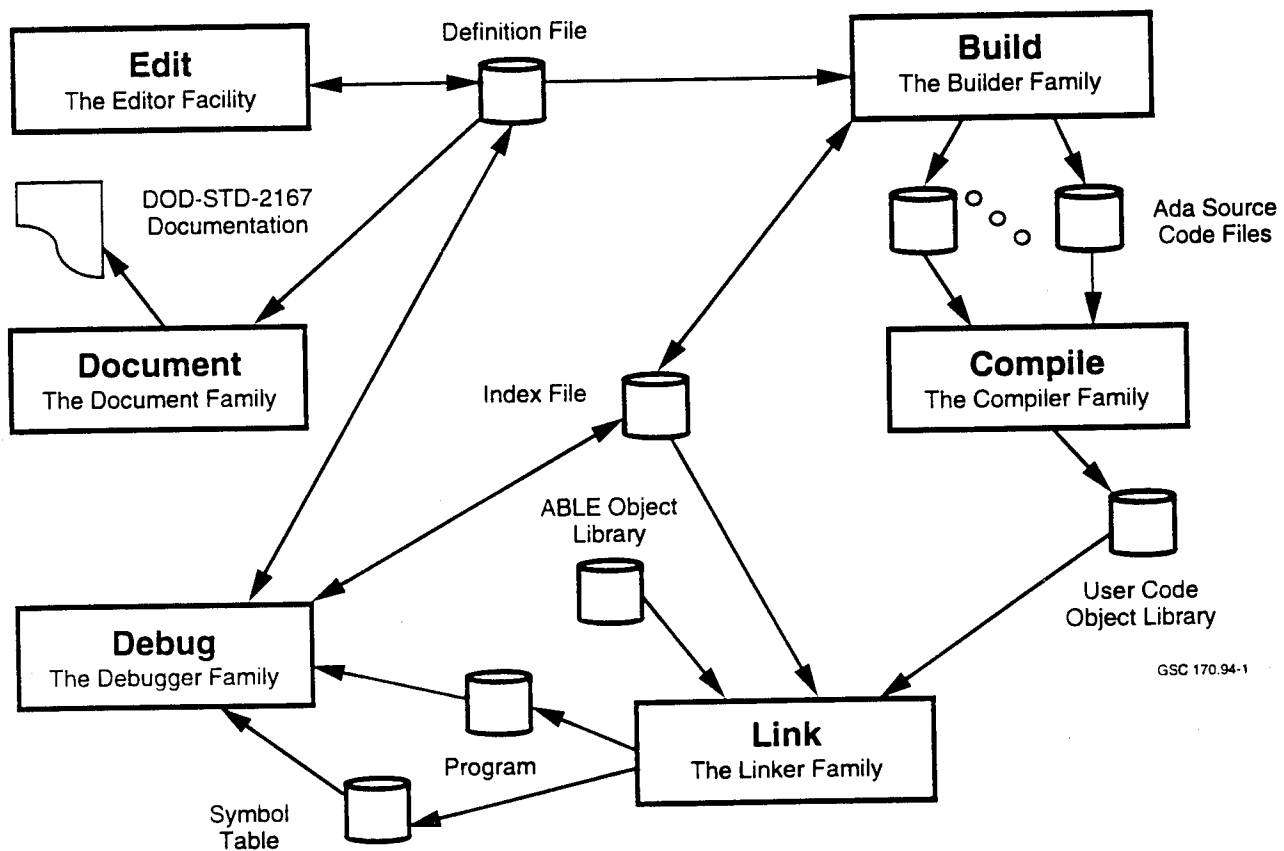 Definition File
Edit
The Editor Facility
Build
The Builder Family
DOD-STD-2167
Documentation
Ada Source
Code Files
Document
The Document Family
Index File
Compile
The Compiler Family
ABLE Object
Library
User Code
Object Library
Debug
The Debugger Family
GSC 170.94-1
Link
The Linker Family
Program
Symbol
Table